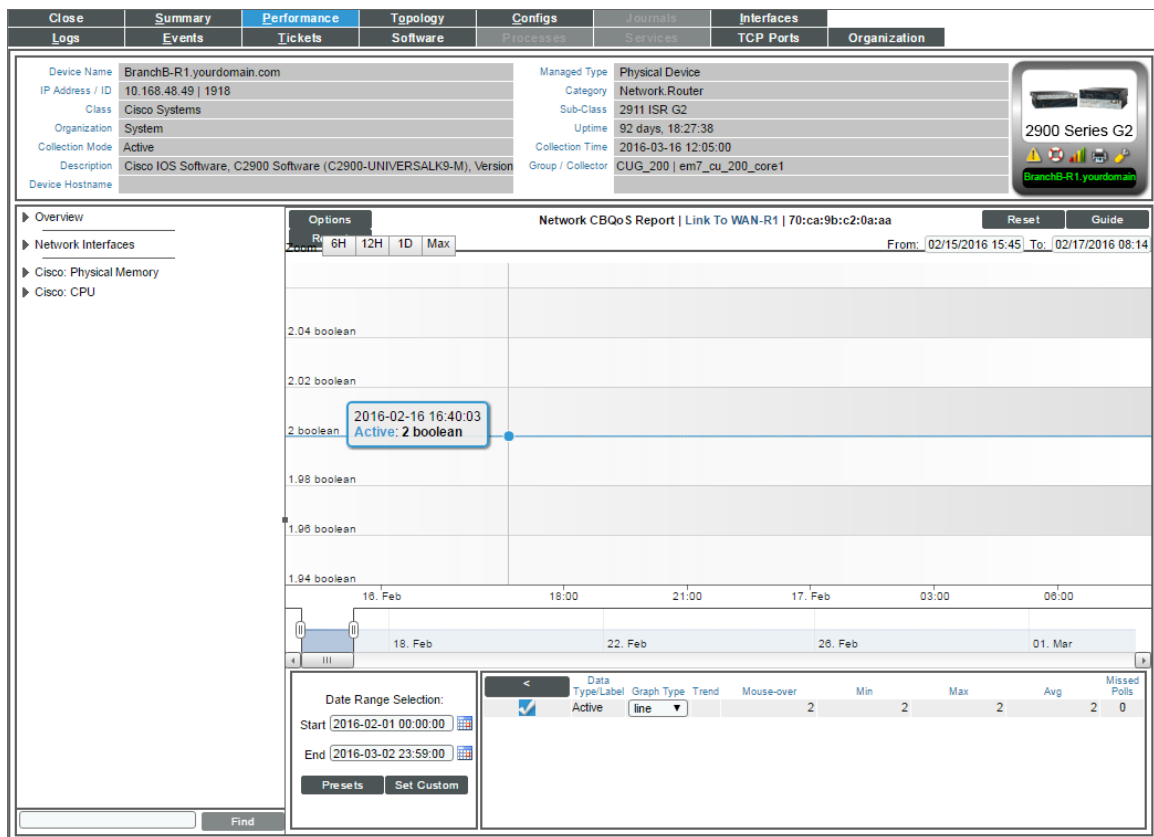 Close Summary Performance Topology Configs Journals Interfaces
Logs Events Tickets Software Processes Services TCP Ports Organization
Device Name BranchB-R1.yourdomain.com Managed Type Physical Device
IP Address / ID 10.168.48.49 | 1918 Category Network.Router
Class Cisco Systems Sub-Class 2911 ISR G2
Organization System Uptime 92 days, 18:27:38
Collection Mode Active Collection Time 2016-03-16 12:05:00
Description Cisco IOS Software, C2900 Software (C2900-UNIVERSALK9-M), Version Group / Collector CUG_200 | em7_cu_200_core1
Device Hostname
2900 Series G2
BranchB-R1.yourdomain
Overview
Network Interfaces
Cisco: Physical Memory
Cisco: CPU
Options Network CBQoS Report | Link To WAN-R1 | 70:ca:9b:c2:0a:aa Reset Guide
Zoom 6H 12H 1D Max From: 02/15/2016 15:45 To: 02/17/2016 08:14
2.04 boolean
2.02 boolean
2016-02-16 16:40:03
2 boolean Active: 2 boolean
1.98 boolean
1.96 boolean
1.94 boolean
16. Feb 18:00 21:00 17. Feb 03:00 06:00
18. Feb 22. Feb 26. Feb 01. Mar
Date Range Selection:
Start 2016-02-01 00:00:00
End 2016-03-02 23:59:00
Presets Set Custom
< Data Type/Label Graph Type Trend Mouse-over Min Max Avg Missed Polls
Active line 2 2 2 2 0
Find